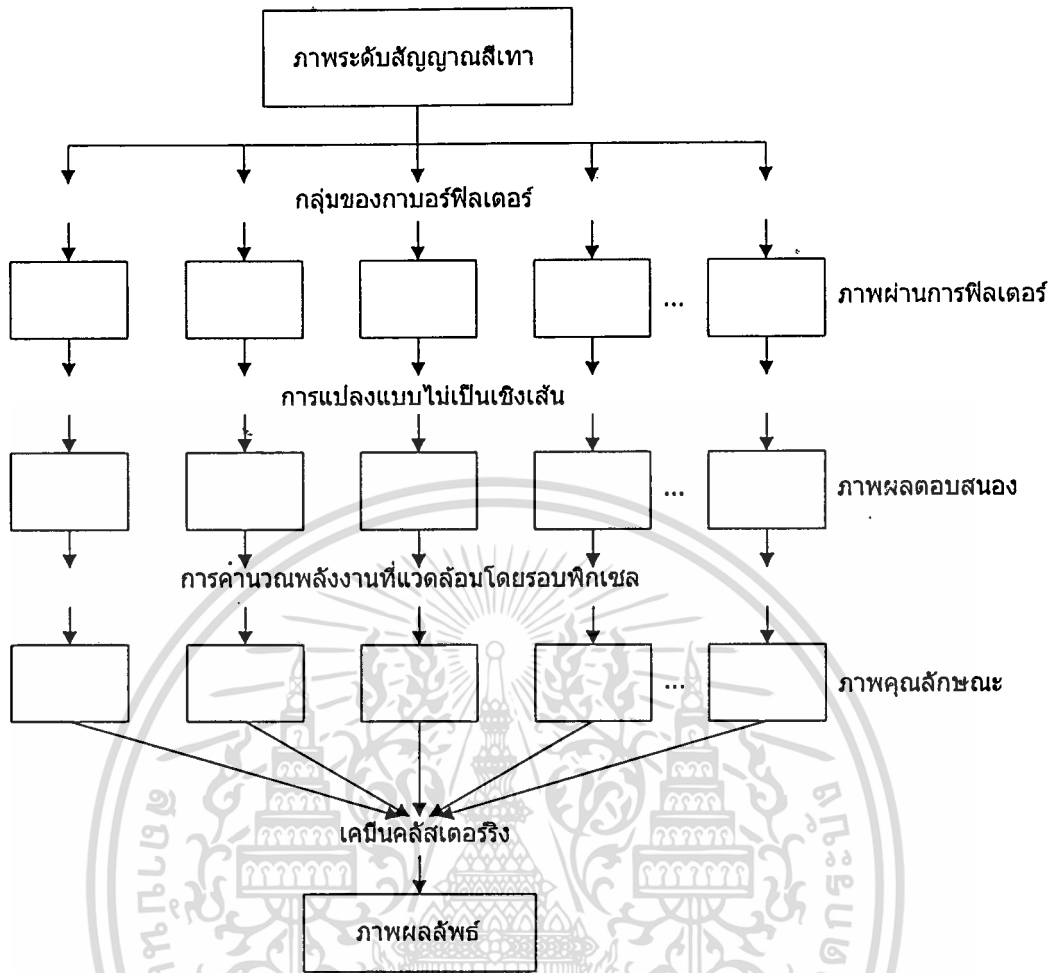 ภาพระดับสัญญาณสีเทา
กลุ่มของกาบอร์ฟิลเตอร์
... ภาพผ่านการฟิลเตอร์
การแปลงแบบไม่เป็นเชิงเส้น
... ภาพผลตอบสนอง
การคำนวณพลังงานที่แวดล้อมโดยรอบพิกเซล
... ภาพคุณลักษณะ
เคมีนคลัสเตอร์ริง
ภาพผลลัพธ์